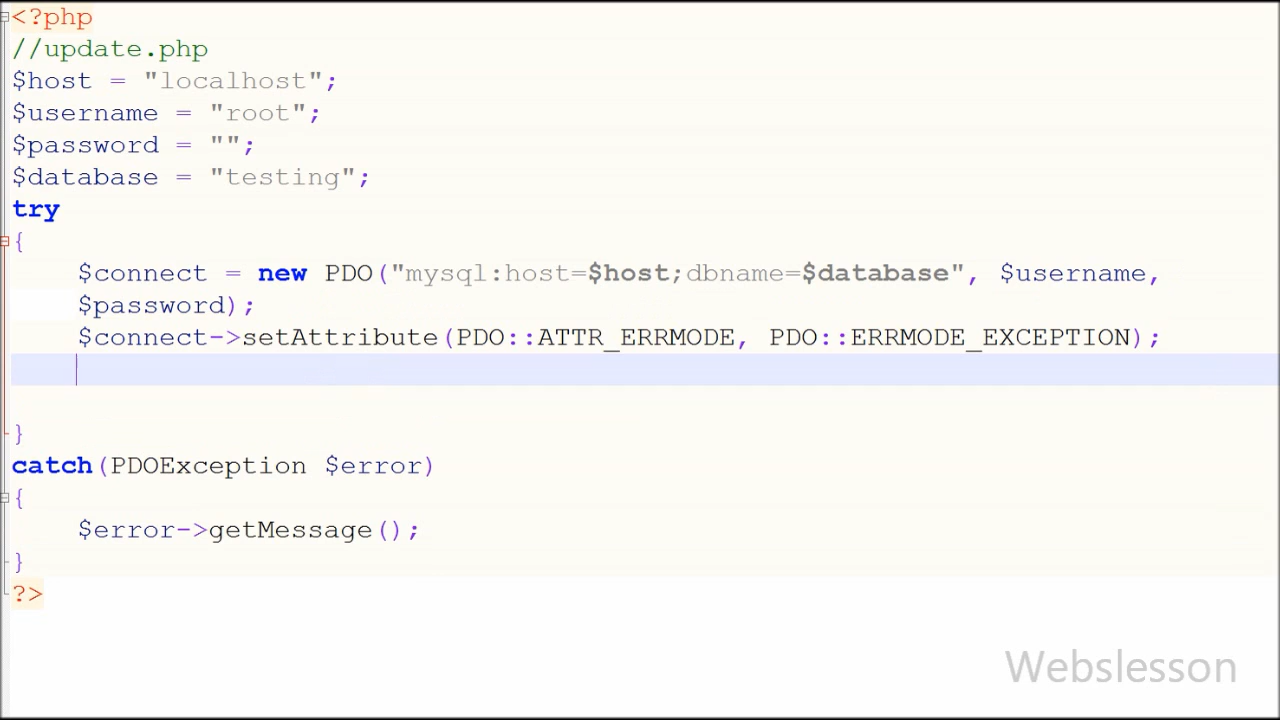 <?php
//update.php
$host = "localhost";
$username = "root";
$password = "";
$database = "testing";
try
{
$connect = new PDO("mysql:host=$host;dbname=$database", $username,
$password);
$connect->setAttribute(PDO::ATTR_ERRMODE, PDO::ERRMODE_EXCEPTION);
}
catch(PDOException $error)
{
$error->getMessage();
}
?>
Webslesson